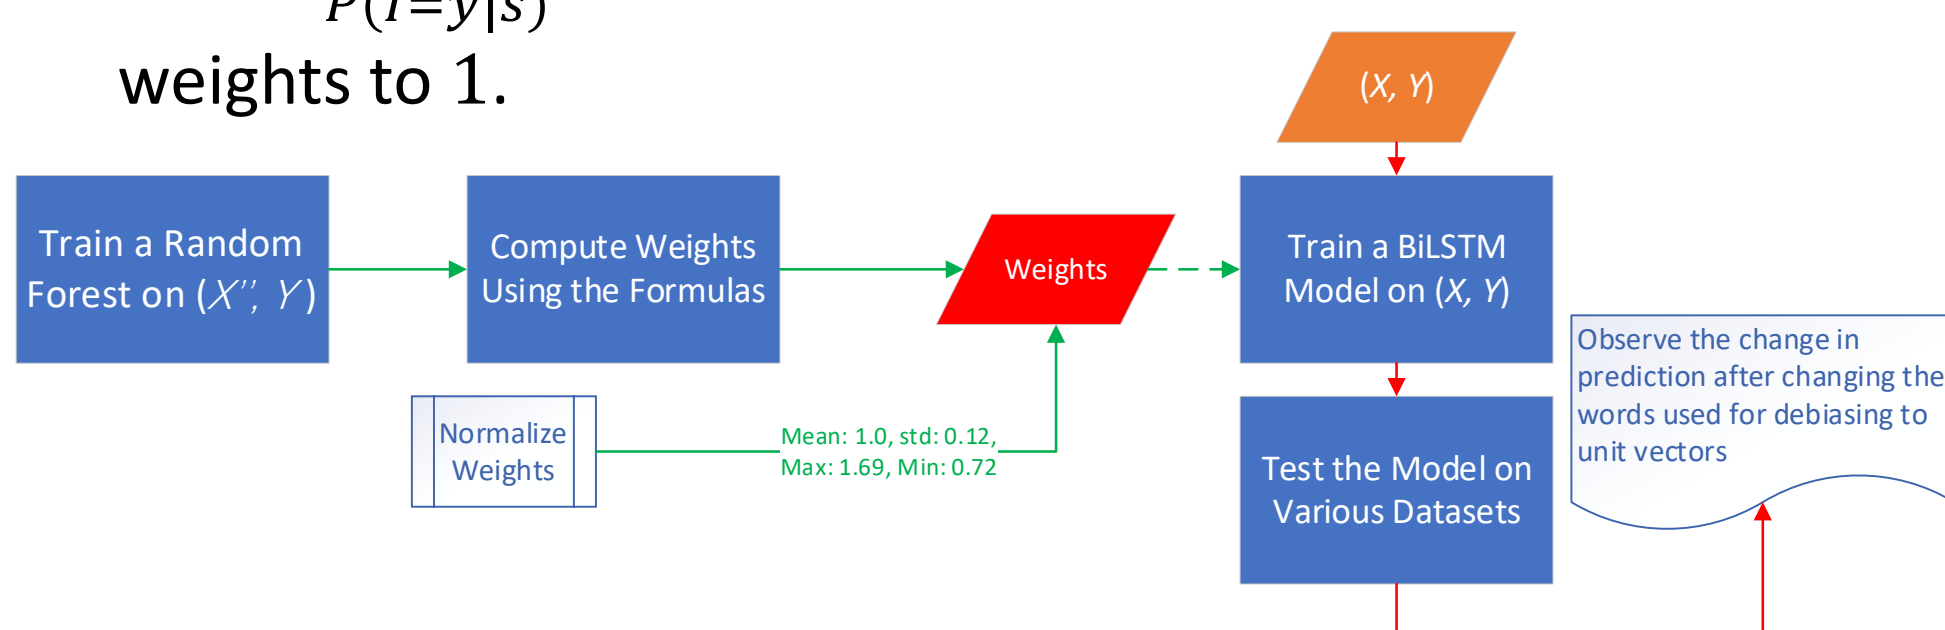 P(T=y|s)
weights to 1.
(X, Y)
Train a Random
Forest on (X’’, Y)
Compute Weights
Using the Formulas
Weights
Train a BiLSTM
Model on (X, Y)
Normalize
Weights
Mean: 1.0, std: 0.12,
Max: 1.69, Min: 0.72
Test the Model on
Various Datasets
Observe the change in
prediction after changing the
words used for debiasing to
unit vectors